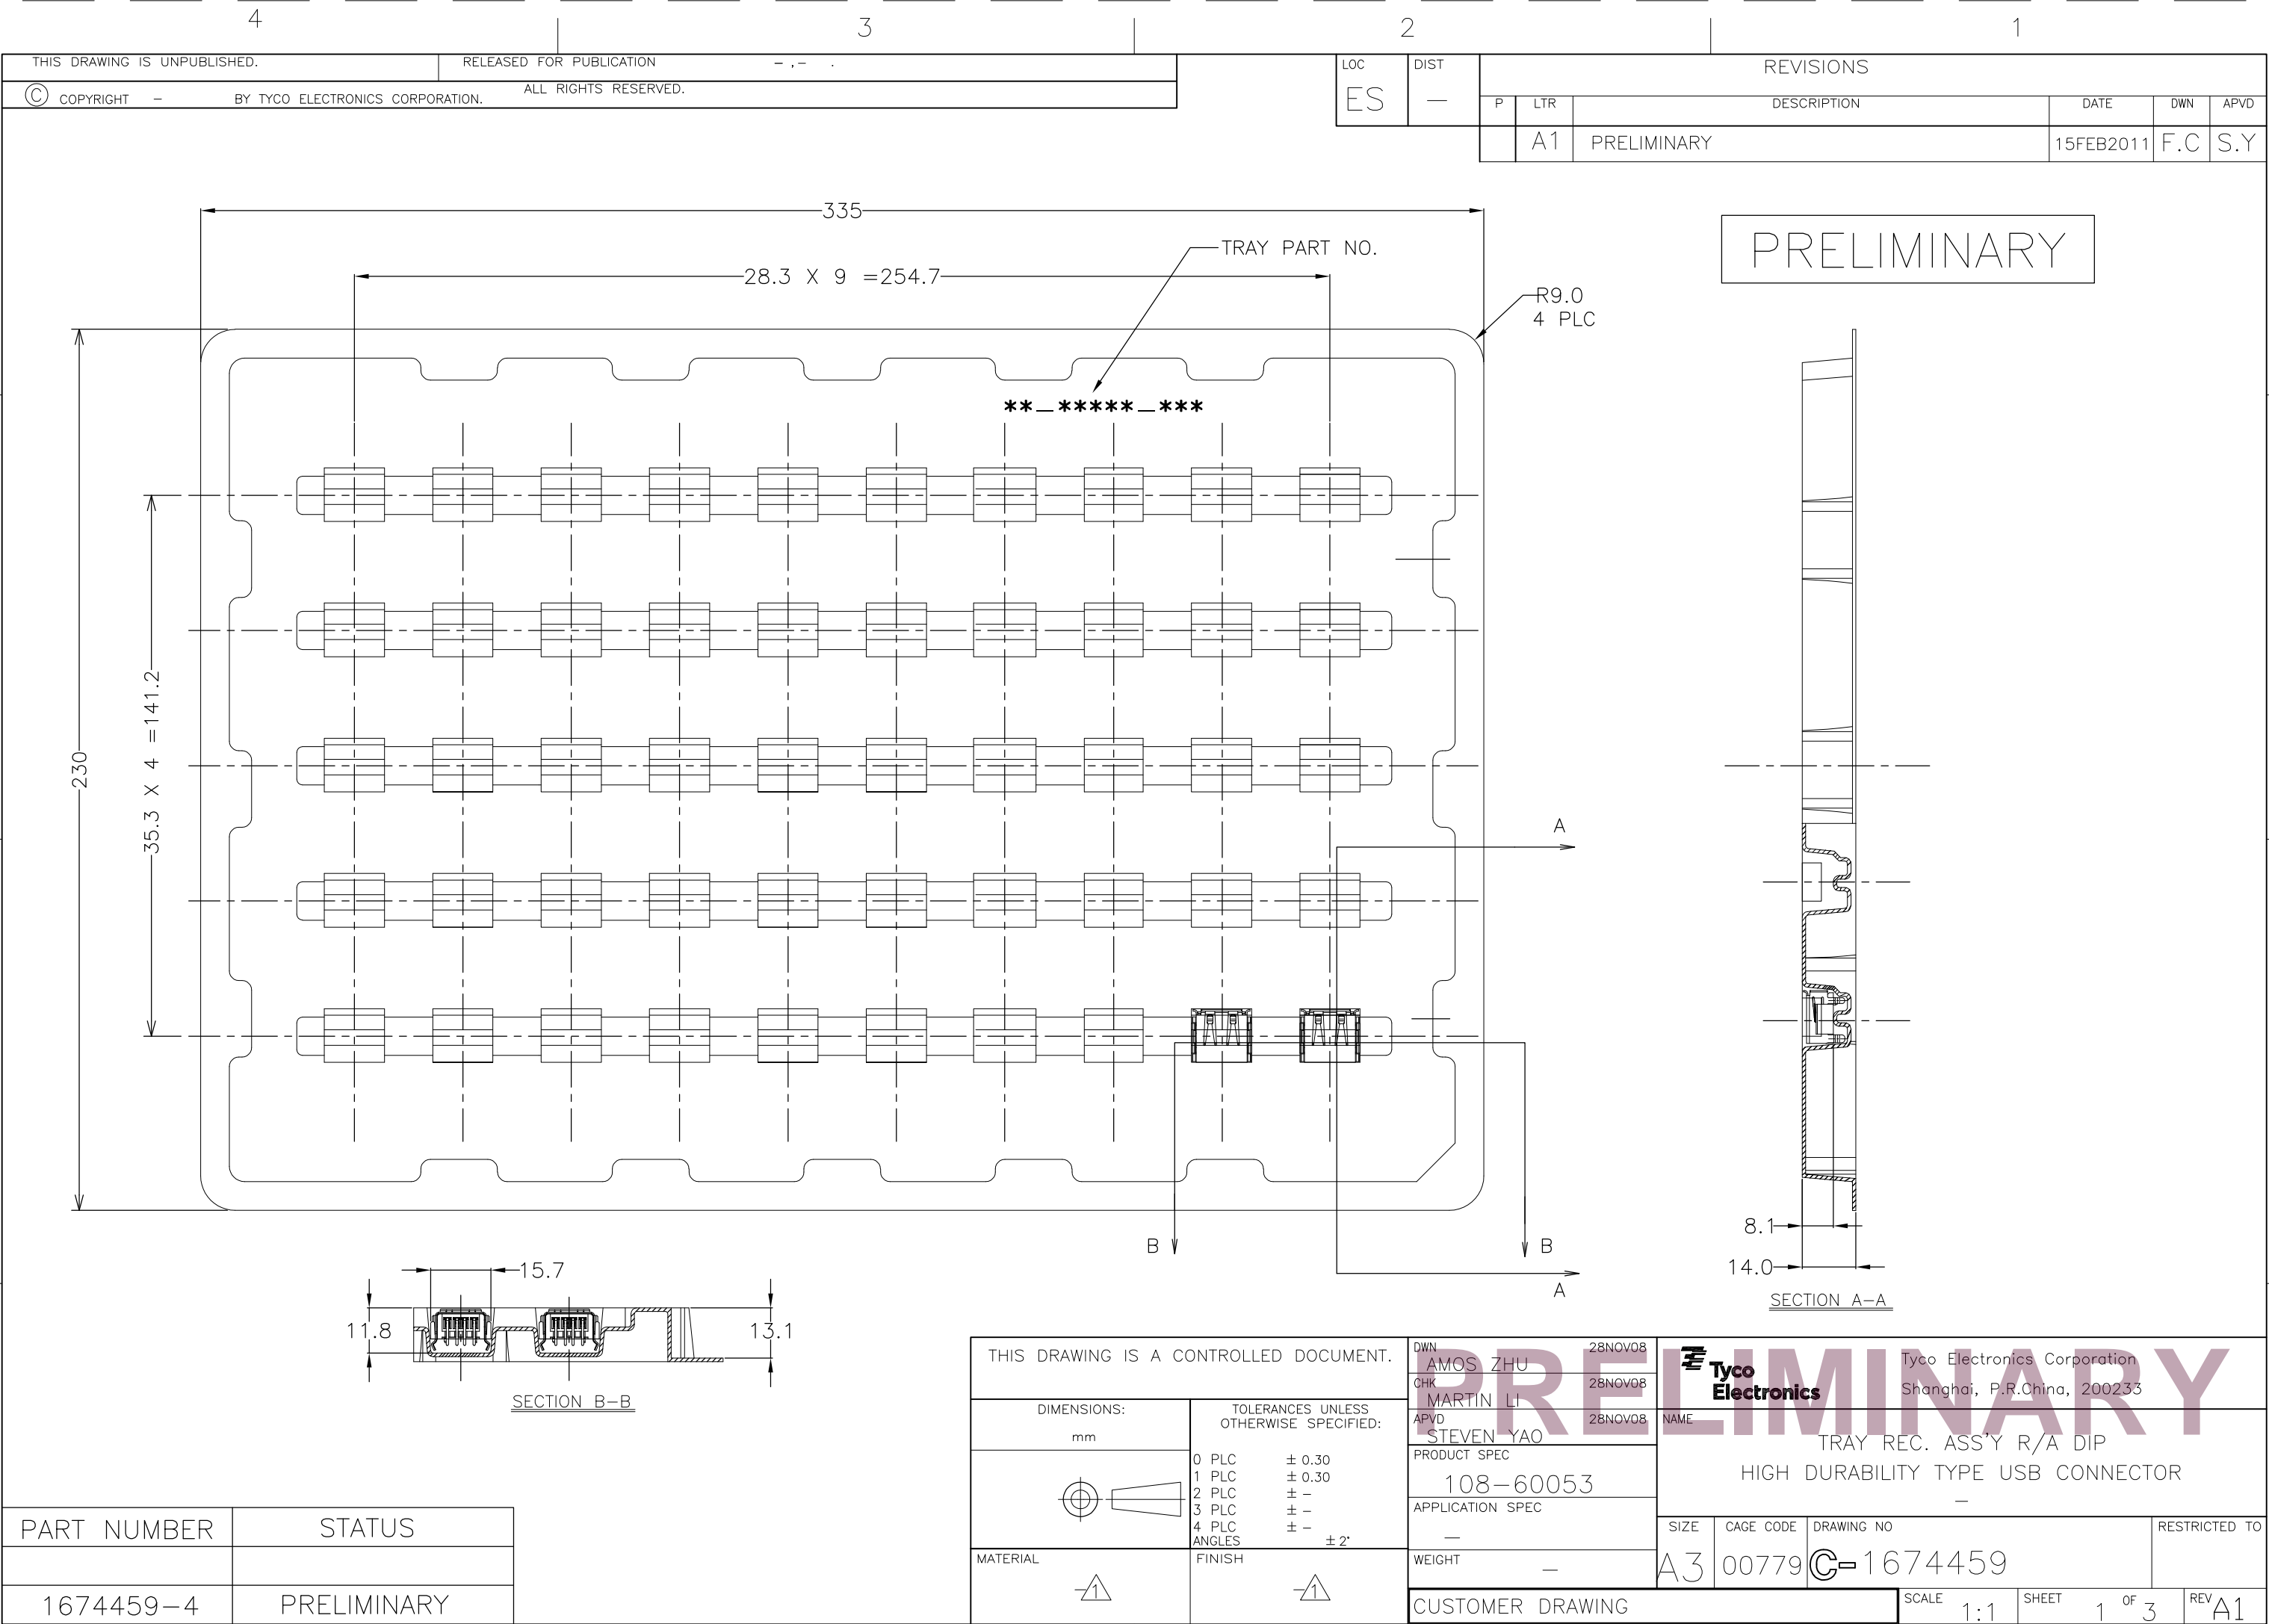 4 3 2 1
THIS DRAWING IS UNPUBLISHED.
RELEASED FOR PUBLICATION - ,- .
© COPYRIGHT - BY TYCO ELECTRONICS CORPORATION.
ALL RIGHTS RESERVED.
LOC
ES
DIST
-
REVISIONS
P LTR DESCRIPTION DATE DWN APVD
A1 PRELIMINARY 15FEB2011 F.C S.Y
PRELIMINARY
335
TRAY PART NO.
28.3 X 9 =254.7
R9.0
4 PLC
**-*****-***
230
35.3 X 4 =141.2
A
B
B
A
8.1
14.0
SECTION A-A
15.7
11.8
13.1
SECTION B-B
THIS DRAWING IS A CONTROLLED DOCUMENT.
DIMENSIONS:
mm
TOLERANCES UNLESS
OTHERWISE SPECIFIED:
0 PLC ± 0.30
1 PLC ± 0.30
2 PLC ± -
3 PLC ± -
4 PLC ± -
ANGLES ± 2°
MATERIAL
-1
FINISH
-1
DWN 28NOV08
AMOS ZHU
CHK 28NOV08
MARTIN LI
APVD 28NOV08
STEVEN YAO
PRODUCT SPEC
108-60053
APPLICATION SPEC
-
WEIGHT
-
CUSTOMER DRAWING
PRELIMINARY
Tyco
Electronics
Tyco Electronics Corporation
Shanghai, P.R.China, 200233
NAME
TRAY REC. ASS'Y R/A DIP
HIGH DURABILITY TYPE USB CONNECTOR
-
SIZE
A3
CAGE CODE
00779
DRAWING NO
C-1674459
RESTRICTED TO
SCALE 1:1
SHEET 1 OF 3
REV A1
PART NUMBER STATUS
1674459-4 PRELIMINARY